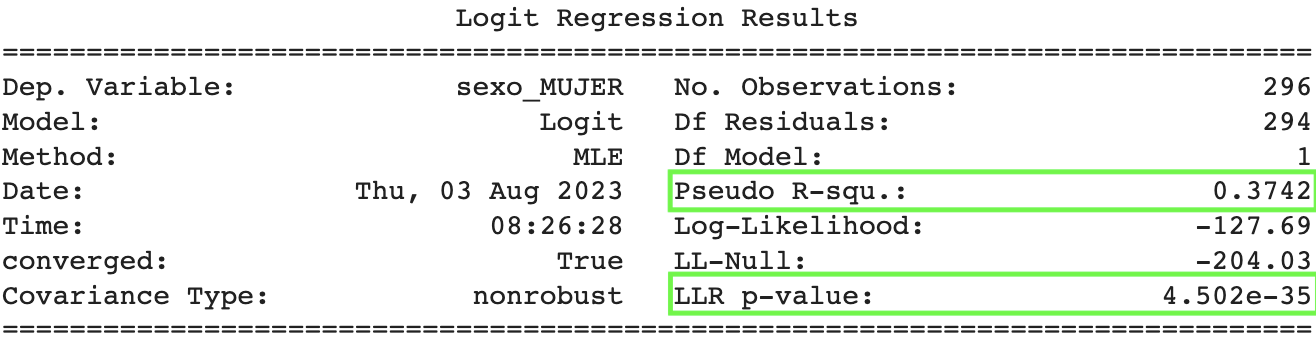 Logit Regression Results
==============================================================================
Dep. Variable: sexo_MUJER No. Observations: 296
Model: Logit Df Residuals: 294
Method: MLE Df Model: 1
Date: Thu, 03 Aug 2023 Pseudo R-squ.: 0.3742
Time: 08:26:28 Log-Likelihood: -127.69
converged: True LL-Null: -204.03
Covariance Type: nonrobust LLR p-value: 4.502e-35
==============================================================================